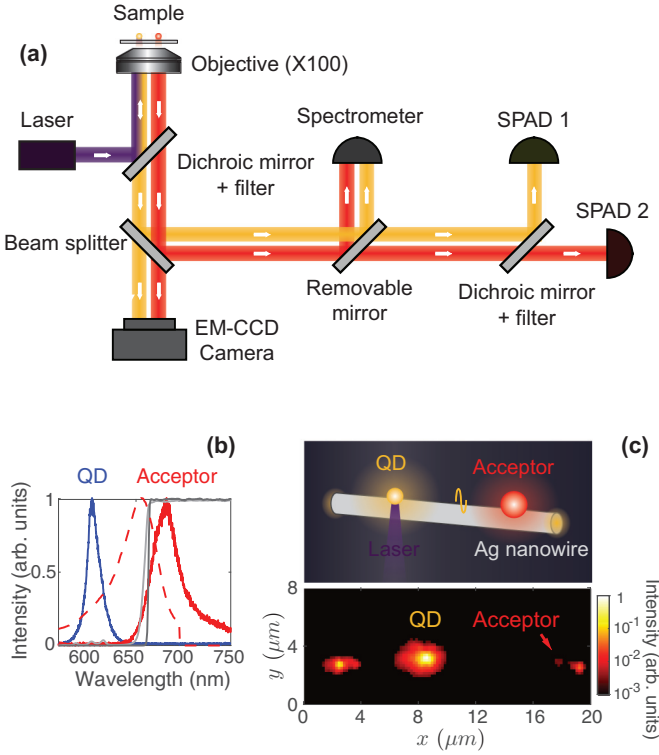 Sample
(a)
Objective (X100)
Laser
Spectrometer
SPAD 1
Dichroic mirror
+ filter
SPAD 2
Beam splitter
Removable
mirror
Dichroic mirror
+ filter
EM-CCD
Camera
(b)
QD
Acceptor
Intensity (arb. units)
1
0.5
0
600
650
700
750
Wavelength (nm)
(c)
QD
Acceptor
Laser
Ag nanowire
8
4
0
y (μm)
QD
Acceptor
0
4
8
12
16
20
x (μm)
1
10-1
10-2
10-3
Intensity (arb. units)